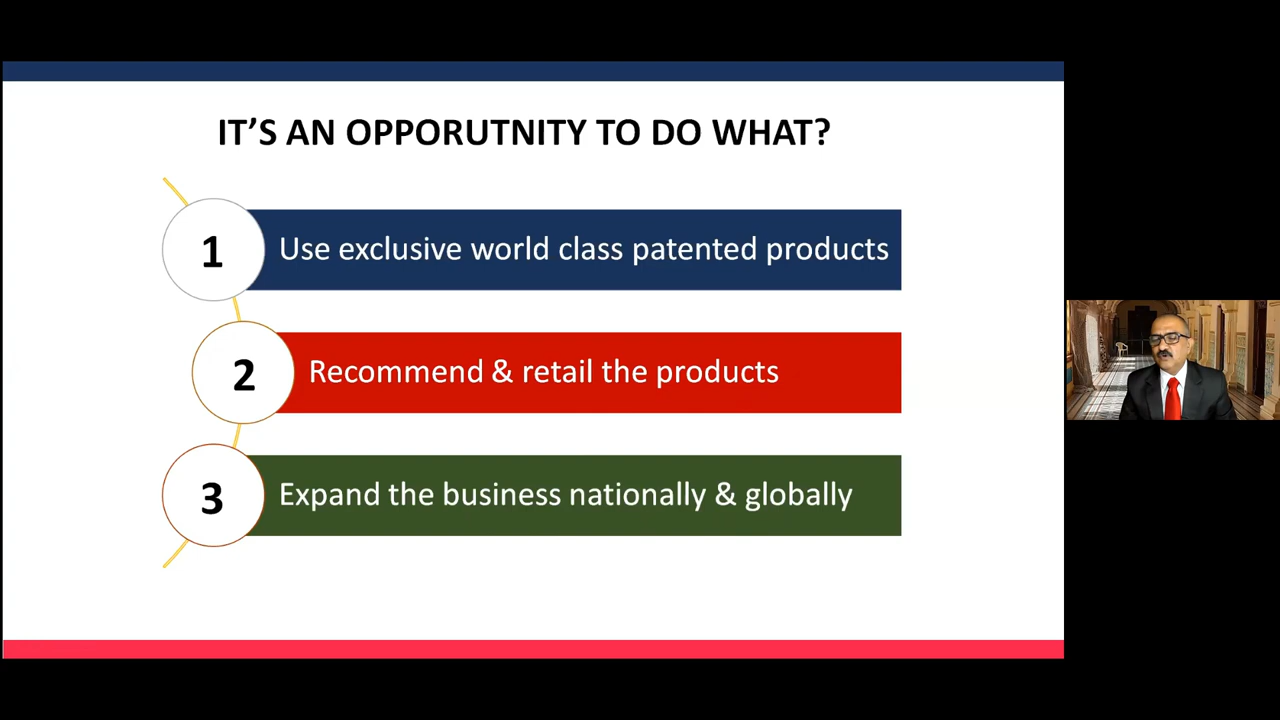 IT’S AN OPPORUTNITY TO DO WHAT?
1
Use exclusive world class patented products
2
Recommend & retail the products
3
Expand the business nationally & globally